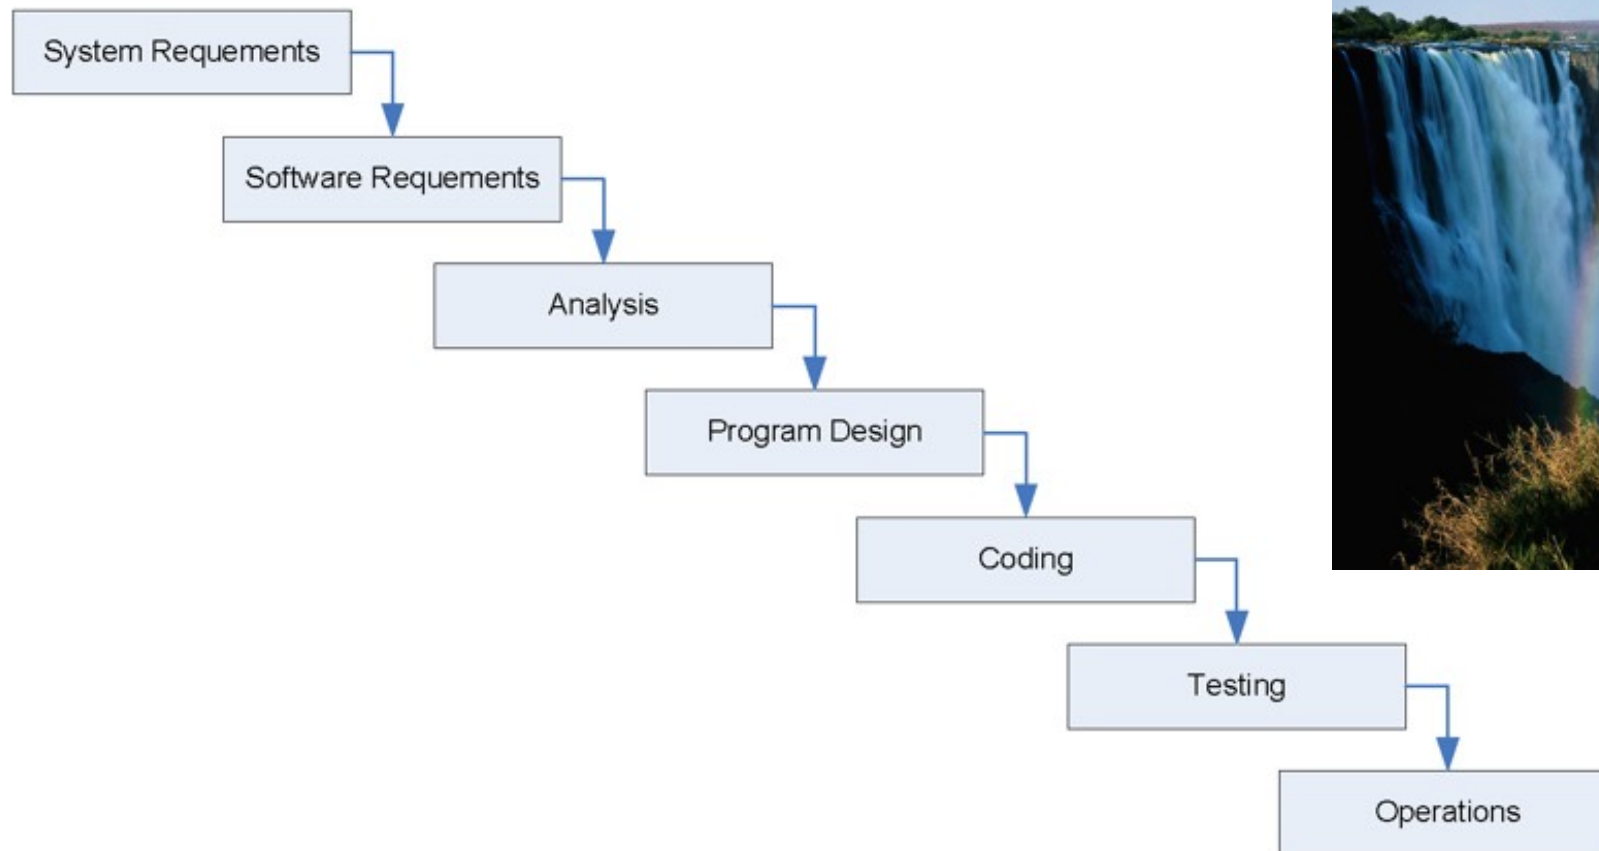 System Requements
Software Requements
Analysis
Program Design
Coding
Testing
Operations